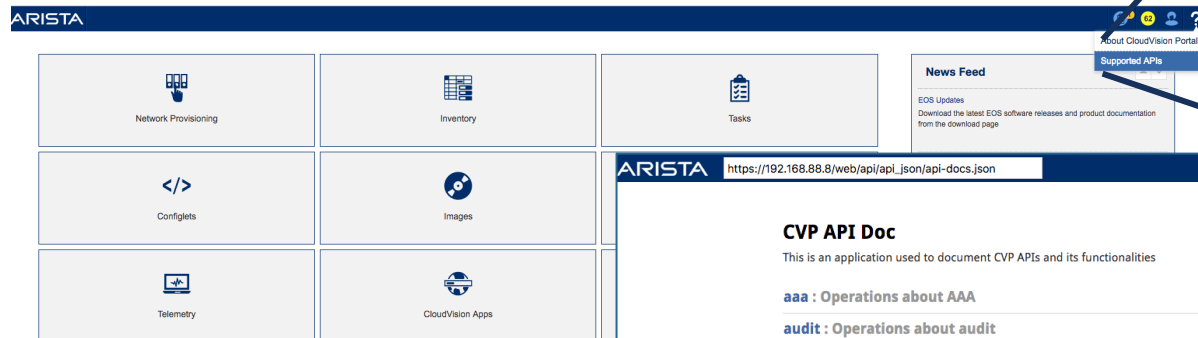 ARISTA
62
?
About CloudVision Portal
Supported APIs
Network Provisioning
Inventory
Tasks
News Feed
EOS Updates
Download the latest EOS software releases and product documentation
from the download page
</>
Configlets
Images
Telemetry
CloudVision Apps
ARISTA
https://192.168.88.8/web/api/api_json/api-docs.json
CVP API Doc
This is an application used to document CVP APIs and its functionalities
aaa : Operations about AAA
audit : Operations about audit